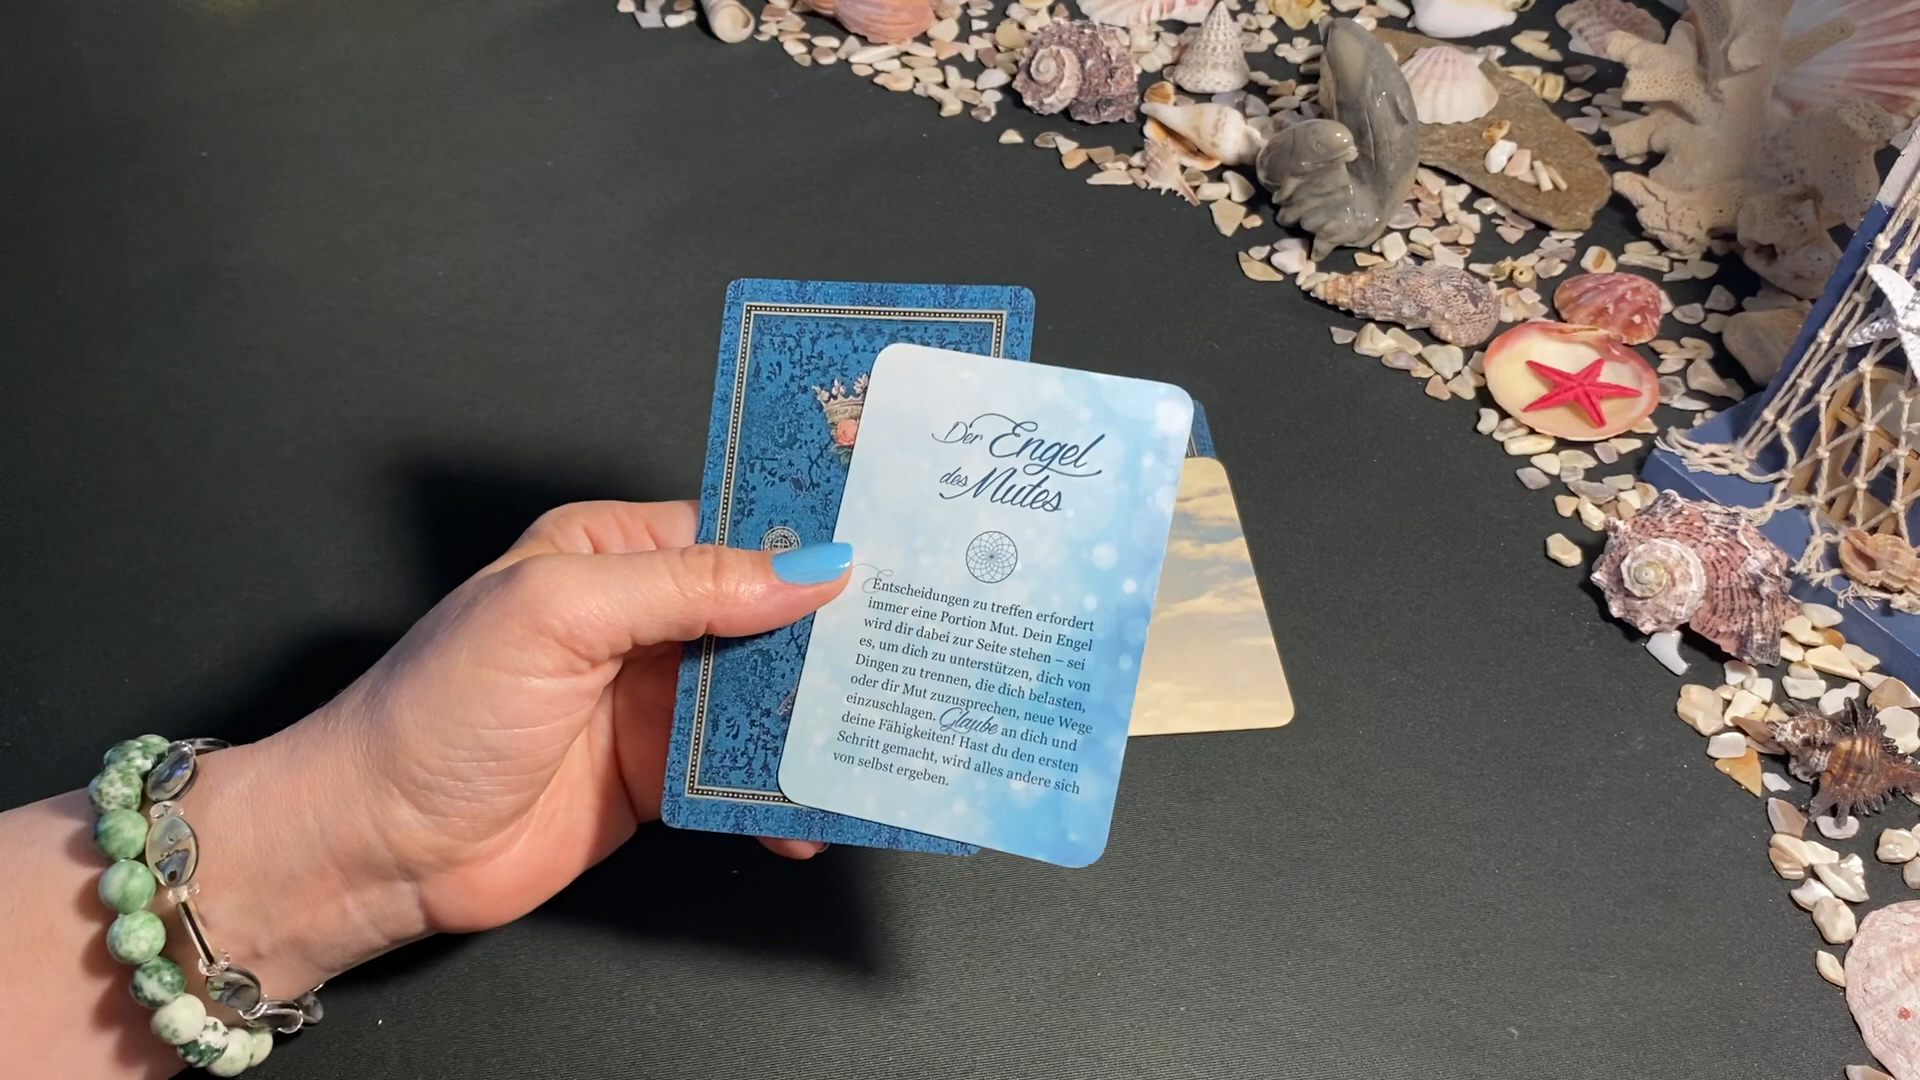 Der Engel
des Mutes
Entscheidungen zu treffen erfordert
immer eine Portion Mut. Dein Engel
wird dir dabei zur Seite stehen – sei
es, um dich zu unterstützen, dich von
Dingen zu trennen, die dich belasten,
oder dir Mut zuzusprechen, neue Wege
einzuschlagen. Glaube an dich und
deine Fähigkeiten! Hast du den ersten
Schritt gemacht, wird alles andere sich
von selbst ergeben.